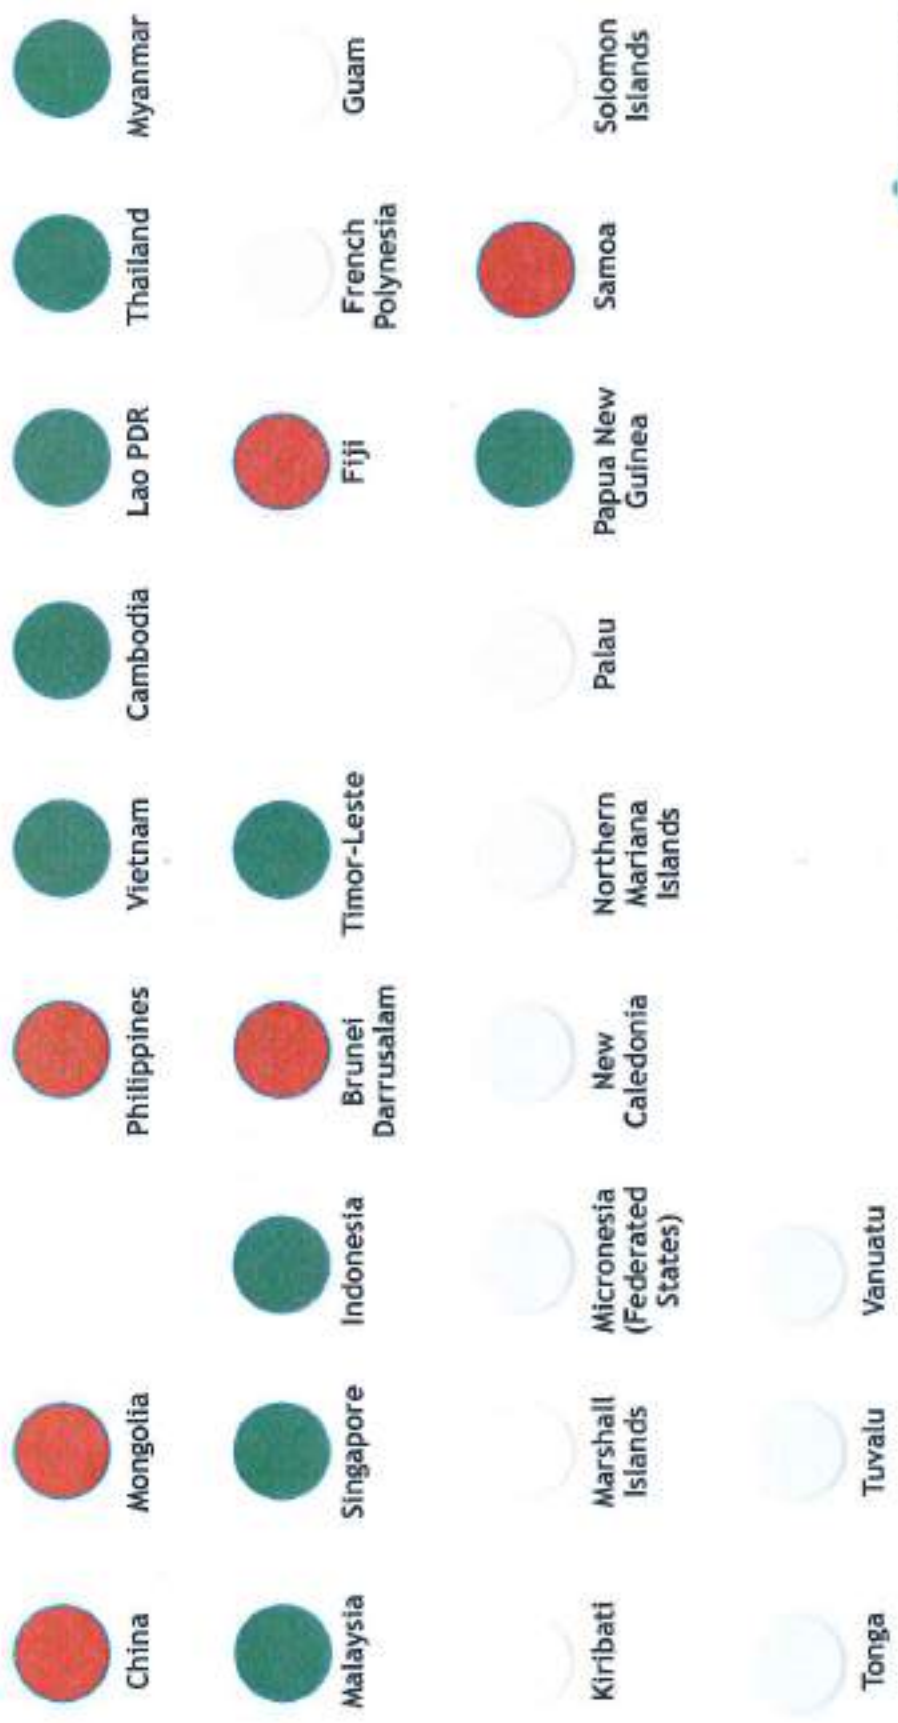 China
Mongolia
Philippines
Vietnam
Cambodia
Lao PDR
Thailand
Myanmar
Malaysia
Singapore
Indonesia
Brunei
Darrusalam
Timor-Leste
Fiji
French
Polynesia
Guam
Kiribati
Marshall
Islands
Micronesia
(Federated
States)
New
Caledonia
Northern
Mariana
Islands
Palau
Papua New
Guinea
Samoa
Solomon
Islands
Tonga
Tuvalu
Vanuatu